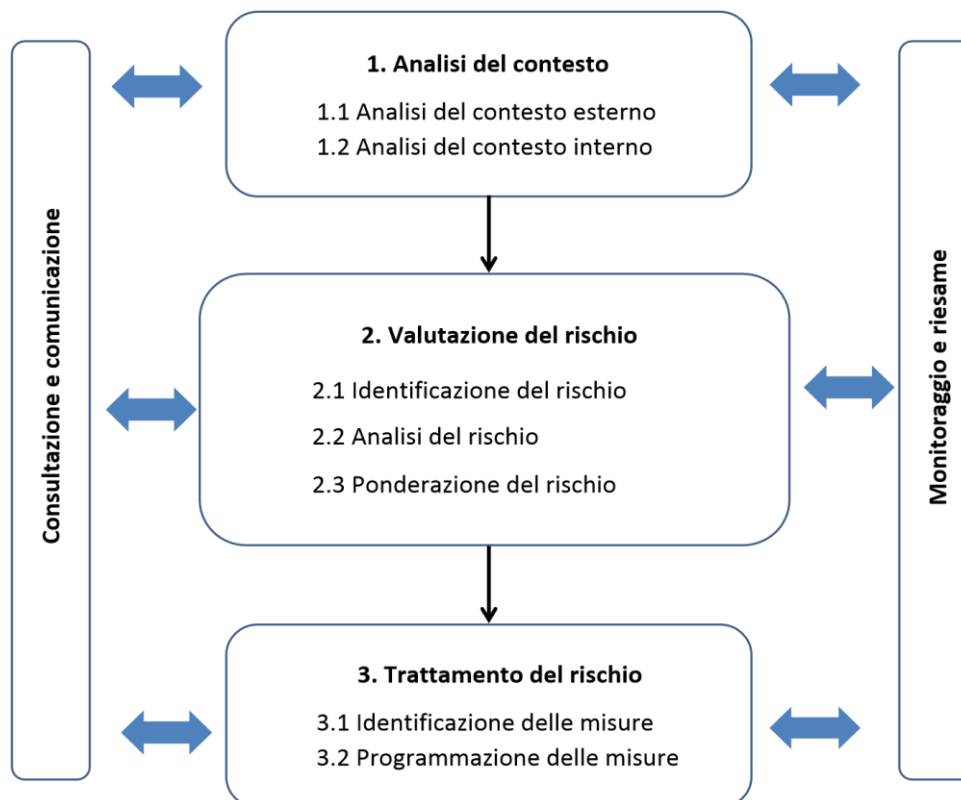 Consultazione e comunicazione
1. Analisi del contesto
1.1 Analisi del contesto esterno
1.2 Analisi del contesto interno
2. Valutazione del rischio
2.1 Identificazione del rischio
2.2 Analisi del rischio
2.3 Ponderazione del rischio
3. Trattamento del rischio
3.1 Identificazione delle misure
3.2 Programmazione delle misure
Monitoraggio e riesame